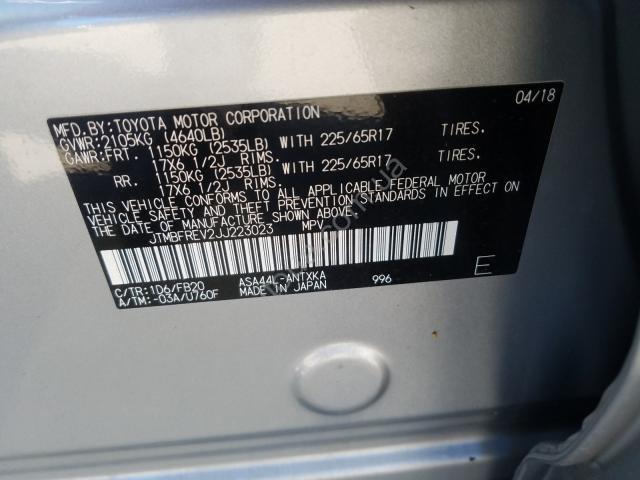 MFD. BY: TOYOTA MOTOR CORPORATION 04/18
GVWR: 2105KG (4640LB)
GAWR: FRT. 1150KG (2535LB) WITH 225/65R17 TIRES.
17X6 1/2J RIMS.
RR. 1150KG (2535LB) WITH 225/65R17 TIRES.
17X6 1/2J RIMS.
THIS VEHICLE CONFORMS TO ALL APPLICABLE FEDERAL MOTOR
VEHICLE SAFETY AND THEFT PREVENTION STANDARDS IN EFFECT ON
THE DATE OF MANUFACTURE SHOWN ABOVE.
JTMBFREV2JJ223023 MPV
C/TR: 1D6/FB20 ASA44L-ANTXKA 996 E
A/TM: -03A/U760F MADE IN JAPAN